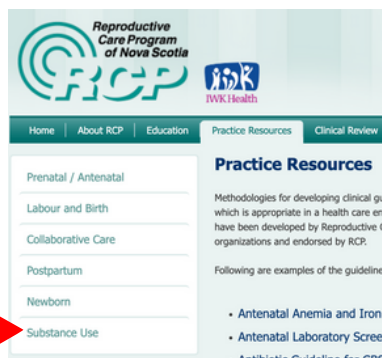 Reproductive
Care Program
of Nova Scotia
RCP
IWK Health
Home
About RCP
Education
Practice Resources
Clinical Review
Prenatal / Antenatal
Labour and Birth
Collaborative Care
Postpartum
Newborn
Substance Use
Practice Resources
Methodologies for developing clinical gu
which is appropriate in a health care en
have been developed by Reproductive C
organizations and endorsed by RCP.
Following are examples of the guideline
• Antenatal Anemia and Iron
• Antenatal Laboratory Scree